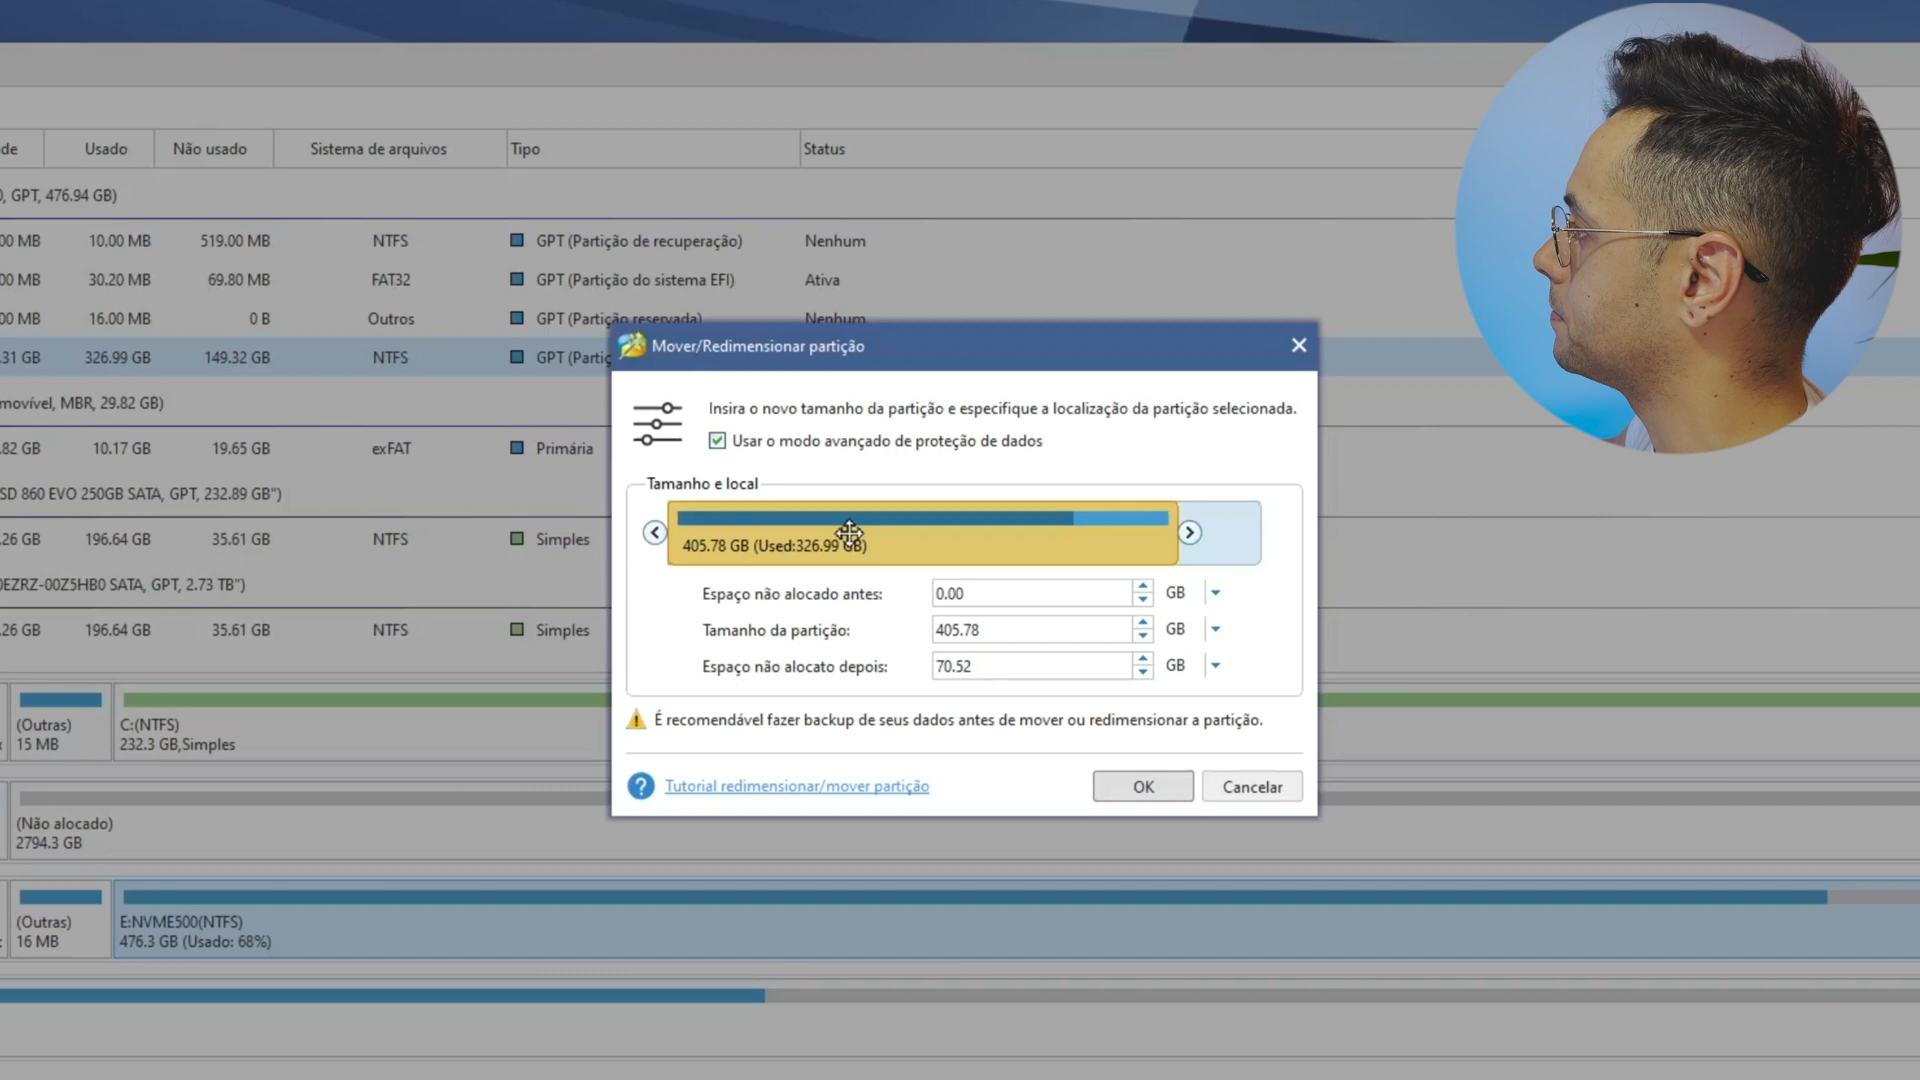 de Usado Não usado Sistema de arquivos Tipo Status
, GPT, 476.94 GB)
00 MB 10.00 MB 519.00 MB NTFS GPT (Partição de recuperação) Nenhum
00 MB 30.20 MB 69.80 MB FAT32 GPT (Partição do sistema EFI) Ativa
00 MB 16.00 MB 0 B Outros GPT (Partição reservada) Nenhum
.31 GB 326.99 GB 149.32 GB NTFS GPT (Partiç
movível, MBR, 29.82 GB)
.82 GB 10.17 GB 19.65 GB exFAT Primária
SD 860 EVO 250GB SATA, GPT, 232.89 GB")
.26 GB 196.64 GB 35.61 GB NTFS Simples
0EZRZ-00Z5HB0 SATA, GPT, 2.73 TB")
.26 GB 196.64 GB 35.61 GB NTFS Simples
Mover/Redimensionar partição
Insira o novo tamanho da partição e especifique a localização da partição selecionada.
Usar o modo avançado de proteção de dados
Tamanho e local
405.78 GB (Used:326.99 GB)
Espaço não alocado antes: 0.00 GB
Tamanho da partição: 405.78 GB
Espaço não alocato depois: 70.52 GB
É recomendável fazer backup de seus dados antes de mover ou redimensionar a partição.
Tutorial redimensionar/mover partição
OK Cancelar
(Outras) C:(NTFS)
15 MB 232.3 GB,Simples
(Não alocado)
2794.3 GB
(Outras) E:NVME500(NTFS)
16 MB 476.3 GB (Usado: 68%)